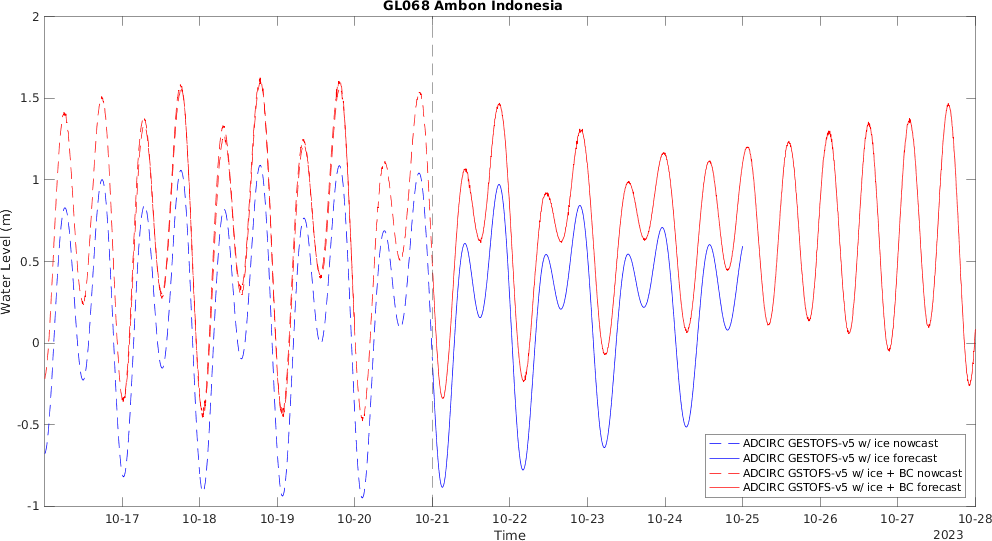 GL068 Ambon Indonesia
2
1.5
1
0.5
0
-0.5
-1
Water Level (m)
10-17 10-18 10-19 10-20 10-21 10-22 10-23 10-24 10-25 10-26 10-27 10-28
Time
2023
ADCIRC GESTOFS-v5 w/ ice nowcast
ADCIRC GESTOFS-v5 w/ ice forecast
ADCIRC GSTOFS-v5 w/ ice + BC nowcast
ADCIRC GSTOFS-v5 w/ ice + BC forecast